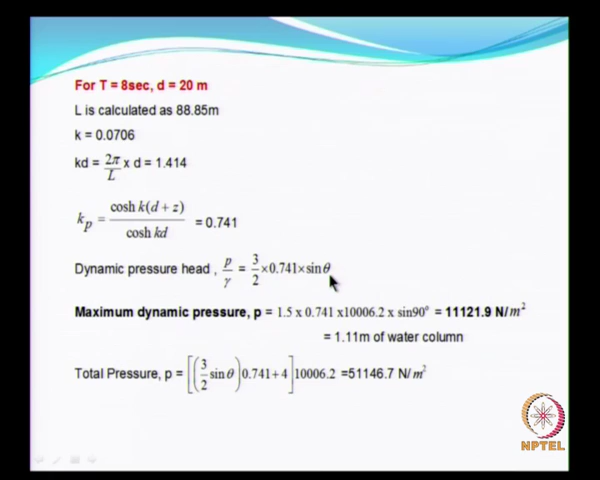 For T = 8sec, d = 20 m
L is calculated as 88.85m
k = 0.0706
kd = 2π/L x d = 1.414
k_p = cosh k(d + z) / cosh kd = 0.741
Dynamic pressure head , p/γ = 3/2 × 0.741 × sin θ
Maximum dynamic pressure, p = 1.5 x 0.741 x10006.2 x sin90° = 11121.9 N/m²
= 1.11m of water column
Total Pressure, p = [(3/2 sin θ) 0.741 + 4] 10006.2 =51146.7 N/ m²
NPTEL